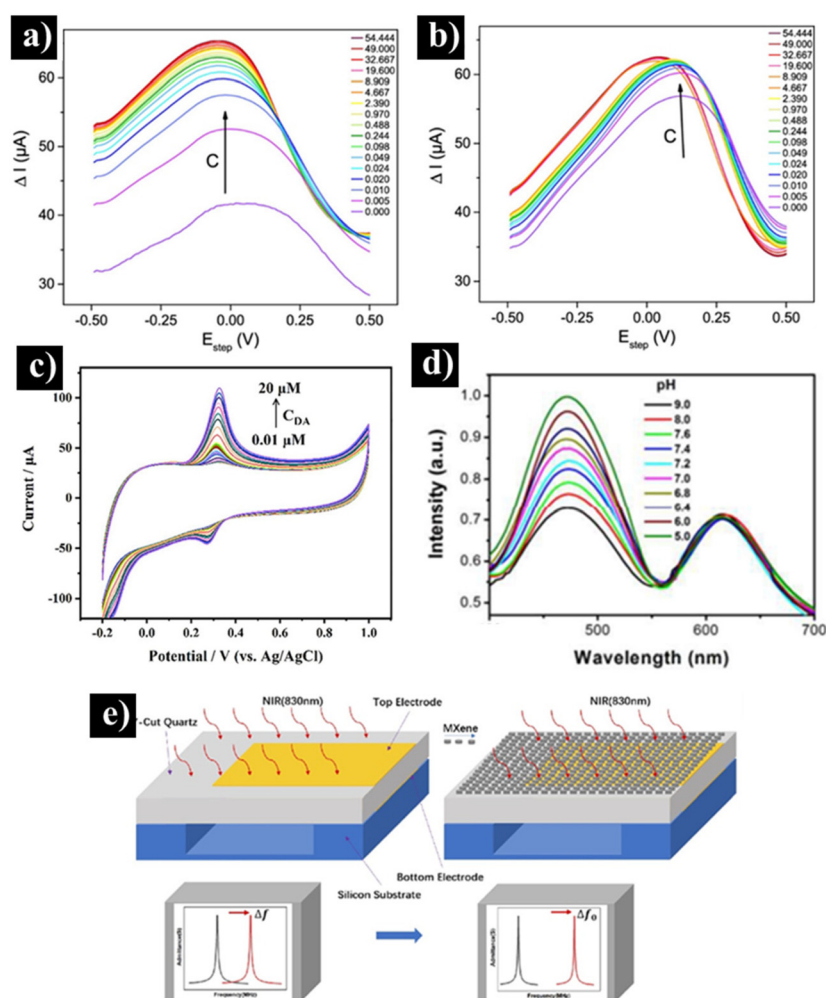 a)
60
50
40
30
Δ I (µA)
C
-0.50
-0.25
0.00
0.25
0.50
E_step (V)
54.444
49.000
32.667
19.600
8.909
4.667
2.390
0.970
0.488
0.244
0.098
0.049
0.024
0.020
0.010
0.005
0.000
b)
60
50
40
30
Δ I (µA)
C
-0.50
-0.25
0.00
0.25
0.50
E_step (V)
54.444
49.000
32.667
19.600
8.909
4.667
2.390
0.970
0.488
0.244
0.098
0.049
0.024
0.020
0.010
0.005
0.000
c)
100
50
0
-50
-100
Current / µA
20 µM
C_DA
0.01 µM
-0.2
0.0
0.2
0.4
0.6
0.8
1.0
Potential / V (vs. Ag/AgCl)
d)
1.0
0.9
0.8
0.7
0.6
0.5
Intensity (a.u.)
pH
9.0
8.0
7.6
7.4
7.2
7.0
6.8
6.4
6.0
5.0
500
600
700
Wavelength (nm)
e)
NIR(830nm)
Top Electrode
-Cut Quartz
MXene
NIR(830nm)
Bottom Electrode
Silicon Substrate
Δf
Admittance(S)
Frequency(MHz)
Δf₀
Admittance(S)
Frequency(MHz)